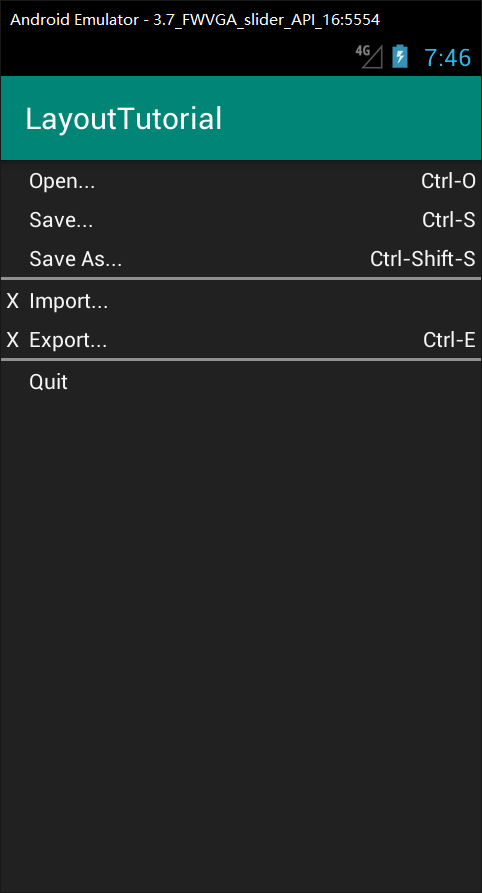 Android Emulator - 3.7_FWVGA_slider_API_16:5554
4G 7:46
LayoutTutorial
Open... Ctrl-O
Save... Ctrl-S
Save As... Ctrl-Shift-S
X Import...
X Export... Ctrl-E
Quit